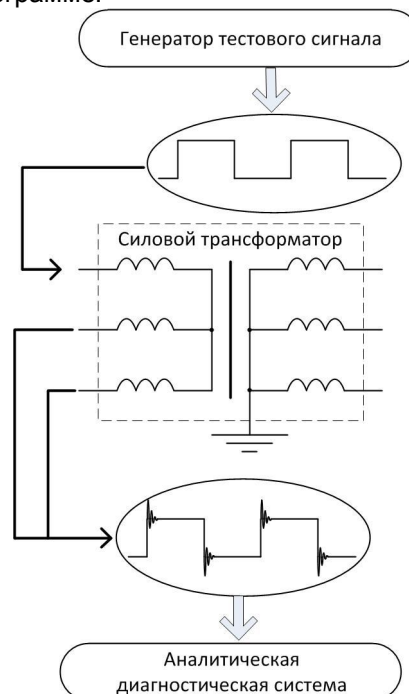 Генератор тестового сигнала
Силовой трансформатор
Аналитическая
диагностическая система